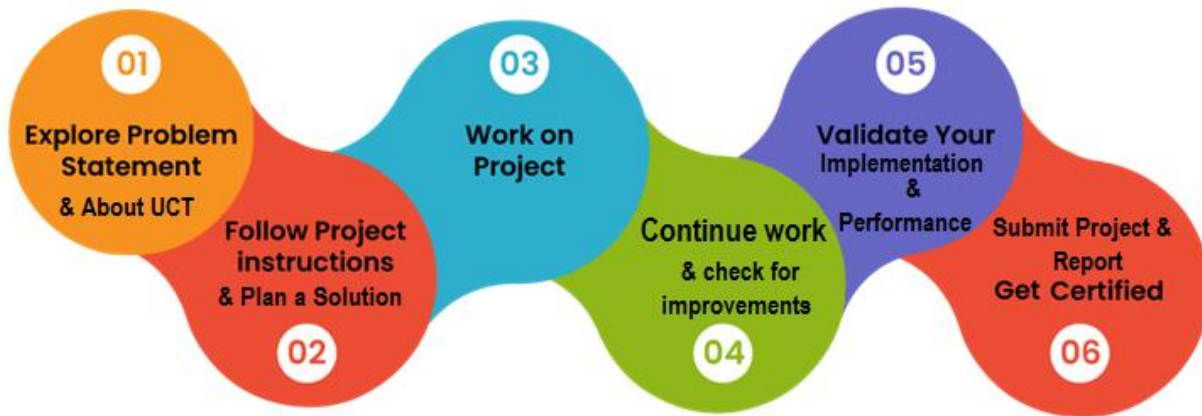 01
Explore Problem
Statement
& About UCT
Follow Project
instructions
& Plan a Solution
02
03
Work on
Project
Continue work
& check for
improvements
04
05
Validate Your
Implementation
&
Performance
Submit Project &
Report
Get Certified
06